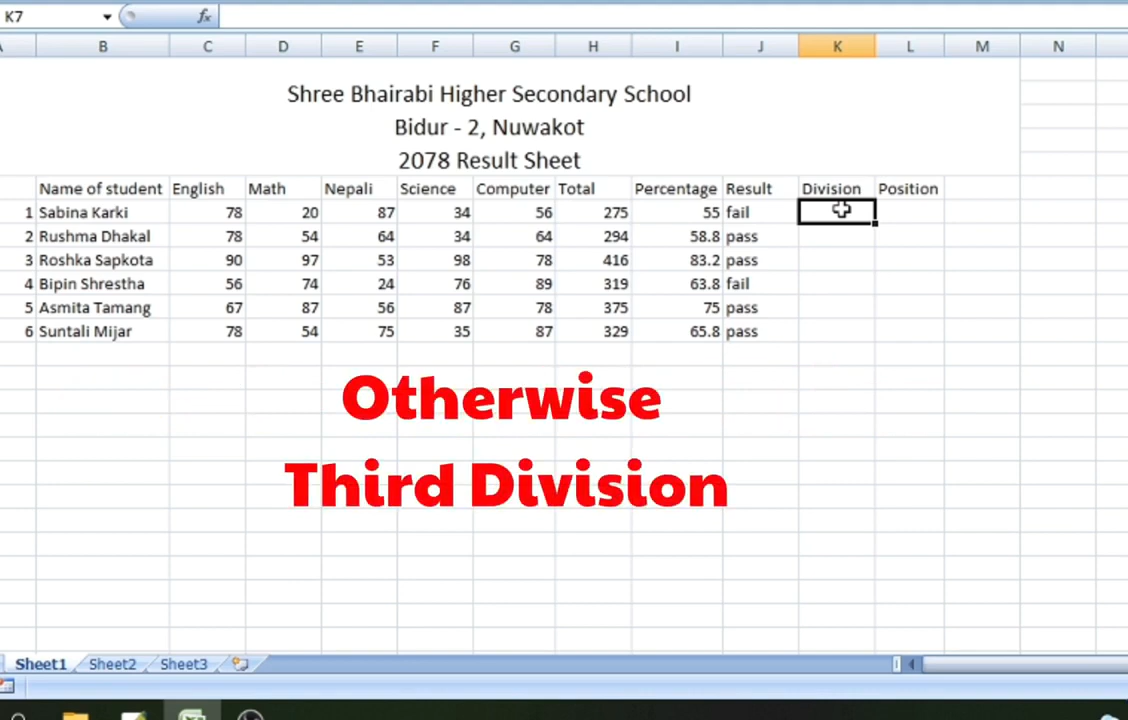 K7 fx
A B C D E F G H I J K L M N
Shree Bhairabi Higher Secondary School
Bidur - 2, Nuwakot
2078 Result Sheet
Name of student English Math Nepali Science Computer Total Percentage Result Division Position
1 Sabina Karki 78 20 87 34 56 275 55 fail
2 Rushma Dhakal 78 54 64 34 64 294 58.8 pass
3 Roshka Sapkota 90 97 53 98 78 416 83.2 pass
4 Bipin Shrestha 56 74 24 76 89 319 63.8 fail
5 Asmita Tamang 67 87 56 87 78 375 75 pass
6 Suntali Mijar 78 54 75 35 87 329 65.8 pass
Otherwise
Third Division
Sheet1 Sheet2 Sheet3